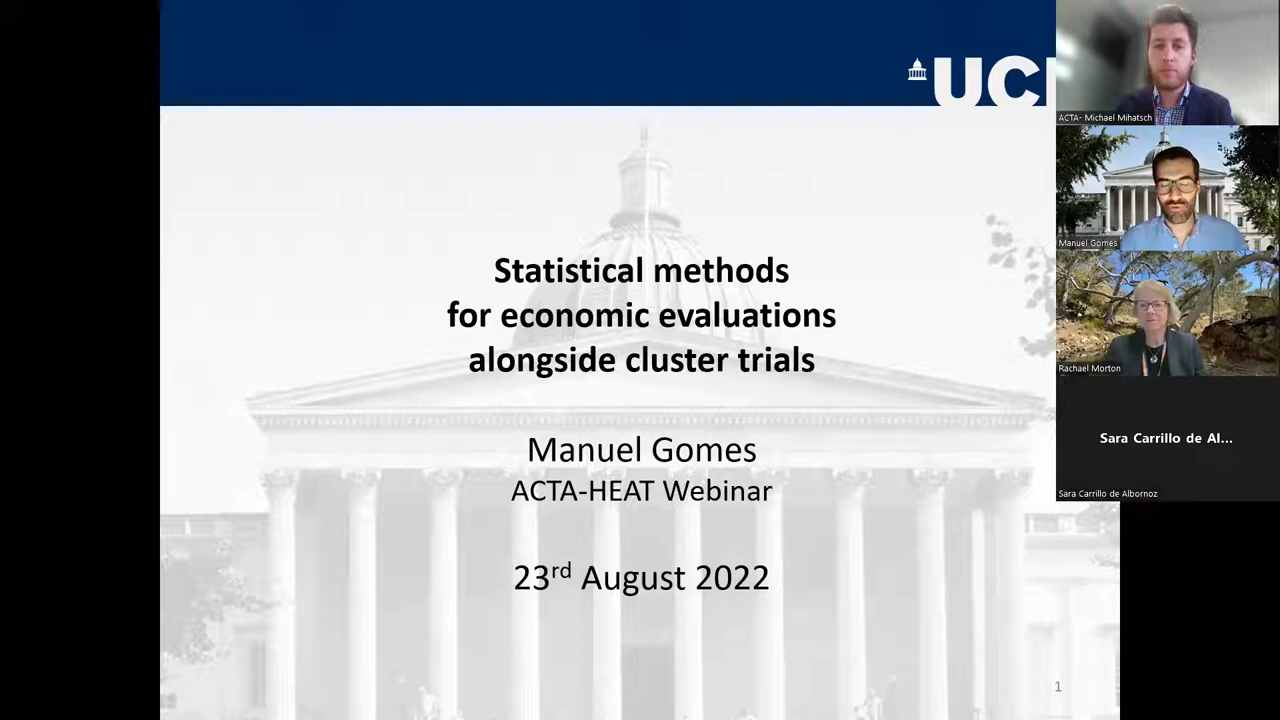 UCL
Statistical methods
for economic evaluations
alongside cluster trials
Manuel Gomes
ACTA-HEAT Webinar
23rd August 2022
1
ACTA- Michael Mihatsch
Manuel Gomes
Rachael Morton
Sara Carrillo de Al...
Sara Carrillo de Albornoz